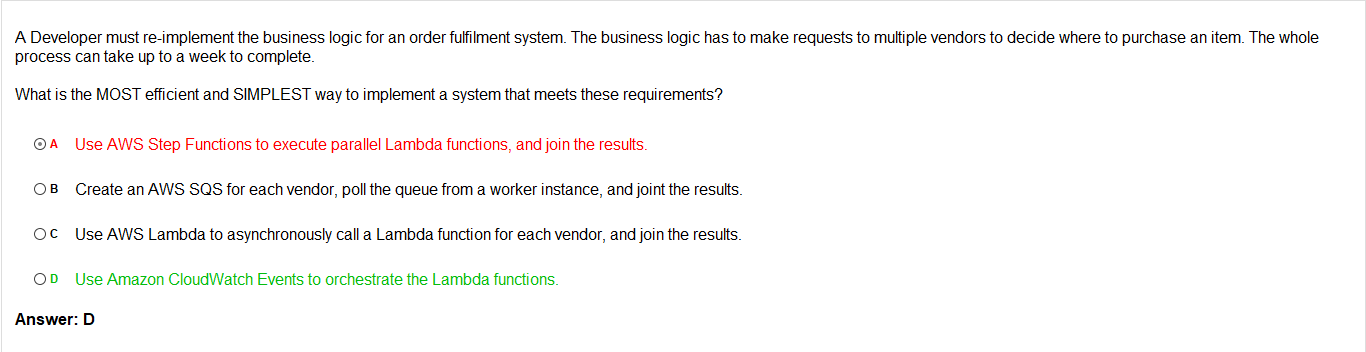 A Developer must re-implement the business logic for an order fulfilment system. The business logic has to make requests to multiple vendors to decide where to purchase an item. The whole
process can take up to a week to complete.
What is the MOST efficient and SIMPLEST way to implement a system that meets these requirements?
A Use AWS Step Functions to execute parallel Lambda functions, and join the results.
B Create an AWS SQS for each vendor, poll the queue from a worker instance, and joint the results.
C Use AWS Lambda to asynchronously call a Lambda function for each vendor, and join the results.
D Use Amazon CloudWatch Events to orchestrate the Lambda functions.
Answer: D